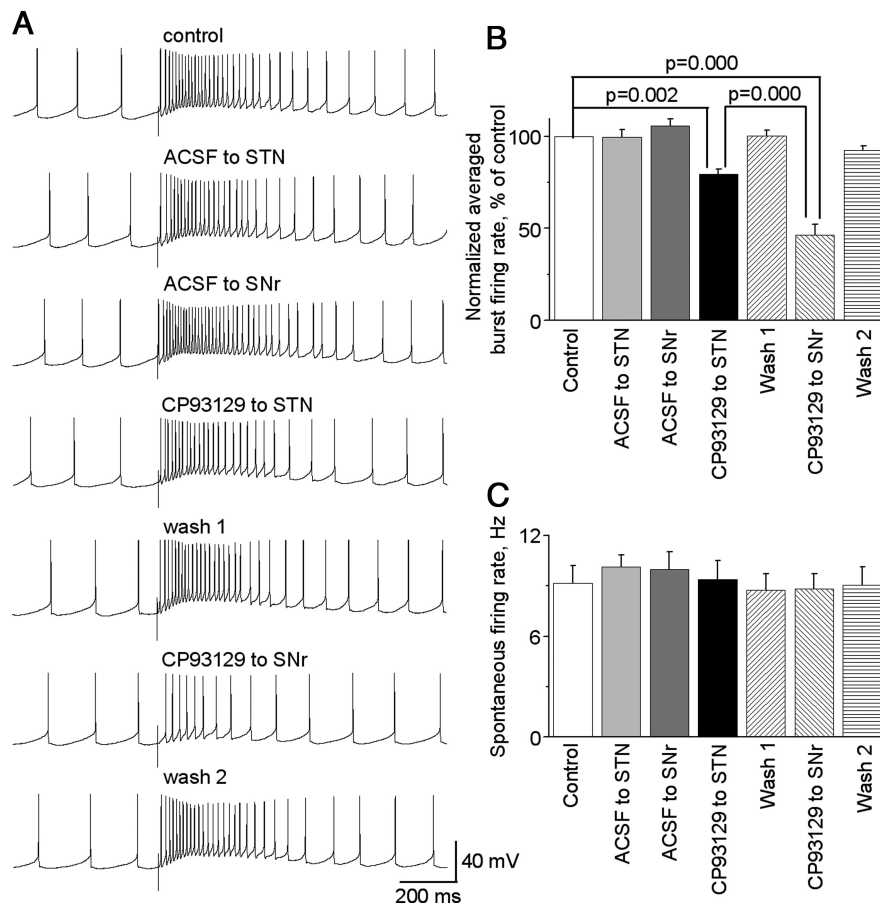 A
control
ACSF to STN
ACSF to SNr
CP93129 to STN
wash 1
CP93129 to SNr
wash 2
40 mV
200 ms
B
p=0.000
p=0.002
p=0.000
Normalized averaged
burst firing rate, % of control
100
50
0
Control
ACSF to STN
ACSF to SNr
CP93129 to STN
Wash 1
CP93129 to SNr
Wash 2
C
Spontaneous firing rate, Hz
12
6
0
Control
ACSF to STN
ACSF to SNr
CP93129 to STN
Wash 1
CP93129 to SNr
Wash 2